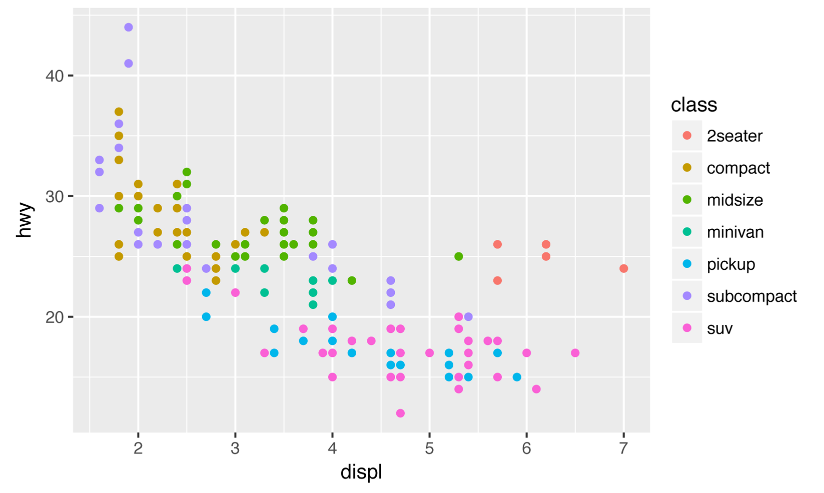 hwy
40
30
20
2
3
4
5
6
7
displ
class
2seater
compact
midsize
minivan
pickup
subcompact
suv